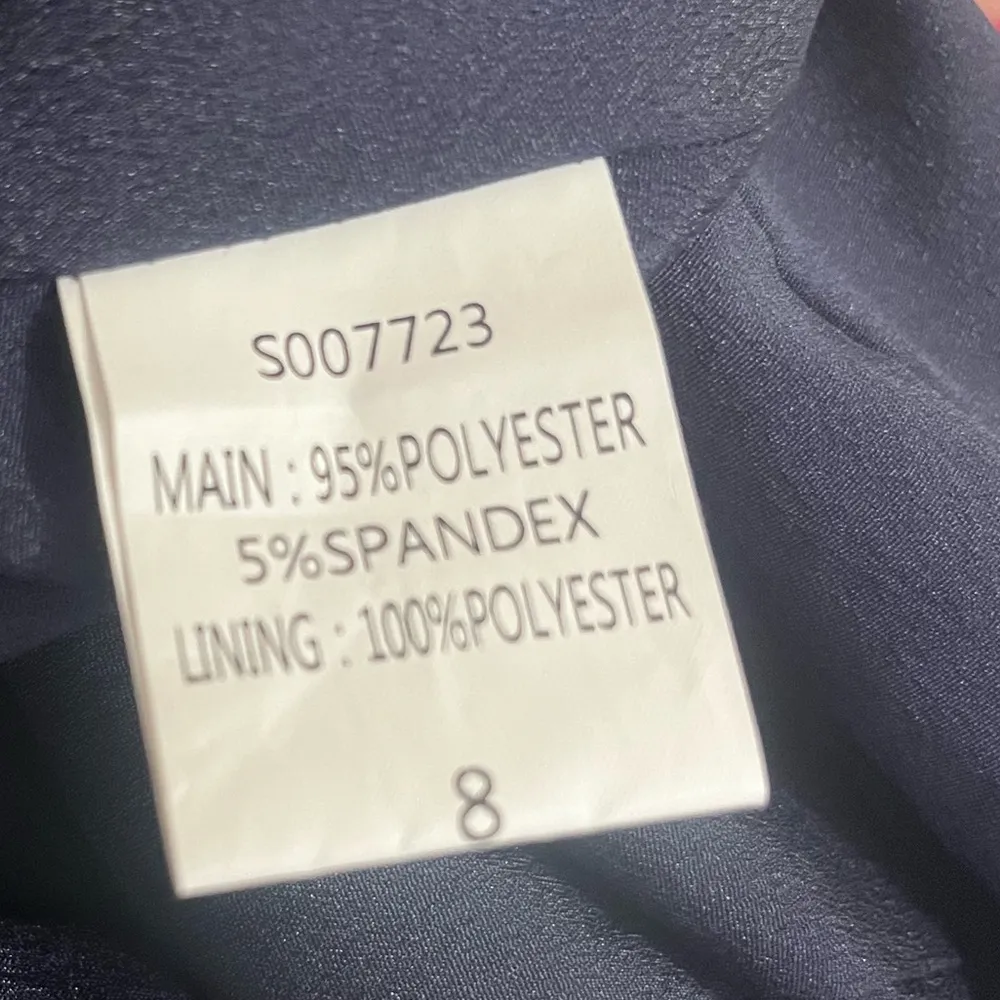 S007723
MAIN : 95%POLYESTER
5%SPANDEX
LINING : 100%POLYESTER
8